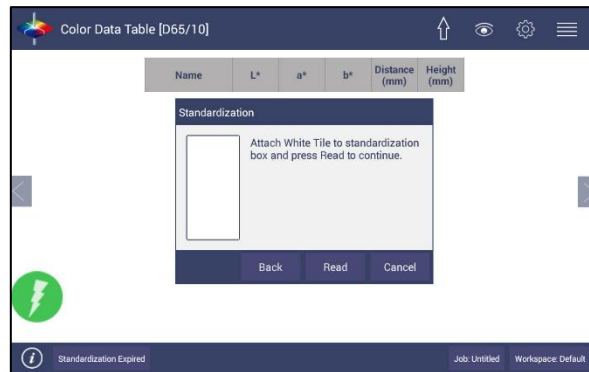 Color Data Table [D65/10]
Name L* a* b* Distance (mm) Height (mm)
Standardization
Attach White Tile to standardization
box and press Read to continue.
Back Read Cancel
i Standardization Expired Job: Untitled Workspace: Default